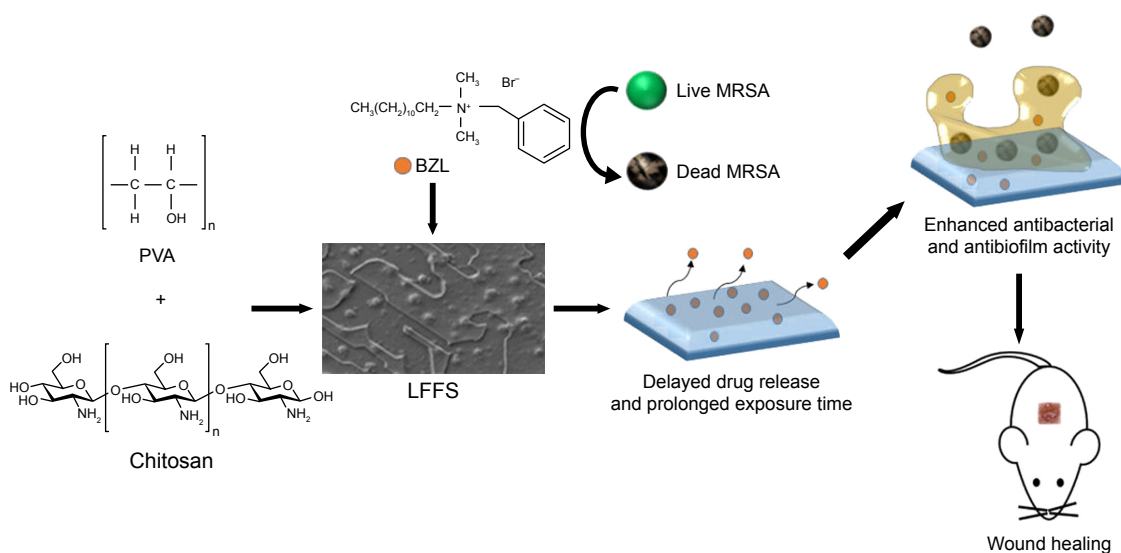 CH₃
Br⁻
CH₃(CH₂)₁₀CH₂
N⁺
CH₃
BZL
Live MRSA
Dead MRSA
H
H
C
C
H
OH
n
PVA
+
OH
HO
HO
NH₂
O
O
OH
O
HO
NH₂
n
O
OH
O
HO
OH
NH₂
Chitosan
LFFS
Delayed drug release
and prolonged exposure time
Enhanced antibacterial
and antibiofilm activity
Wound healing